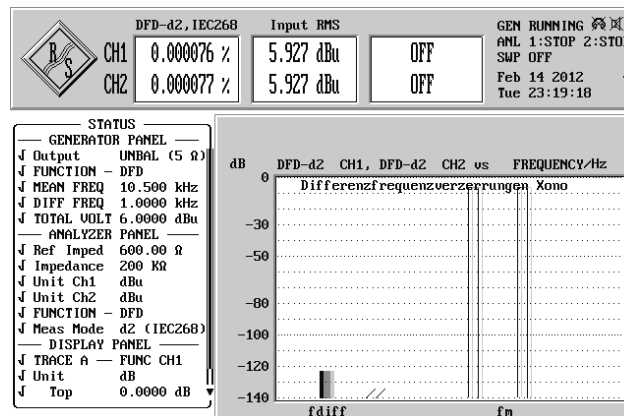 DFD-d2,IEC268 Input RMS GEN RUNNING
R&S CH1 0.000076 % 5.927 dBu OFF ANL 1:STOP 2:STO
SWP OFF
CH2 0.000077 % 5.927 dBu OFF Feb 14 2012
Tue 23:19:18
STATUS
GENERATOR PANEL
Output UNBAL (5 Ω)
FUNCTION – DFD
MEAN FREQ 10.500 kHz
DIFF FREQ 1.0000 kHz
TOTAL VOLT 6.0000 dBu
ANALYZER PANEL
Ref Imped 600.00 Ω
Impedance 200 KΩ
Unit Ch1 dBu
Unit Ch2 dBu
FUNCTION – DFD
Meas Mode d2 (IEC268)
DISPLAY PANEL
TRACE A — FUNC CH1
Unit dB
Top 0.0000 dB
dB DFD-d2 CH1, DFD-d2 CH2 vs FREQUENCY/Hz
Differenzfrequenzverzerrungen Xono
0
-30
-50
-80
-100
-120
-140
fdiff fm